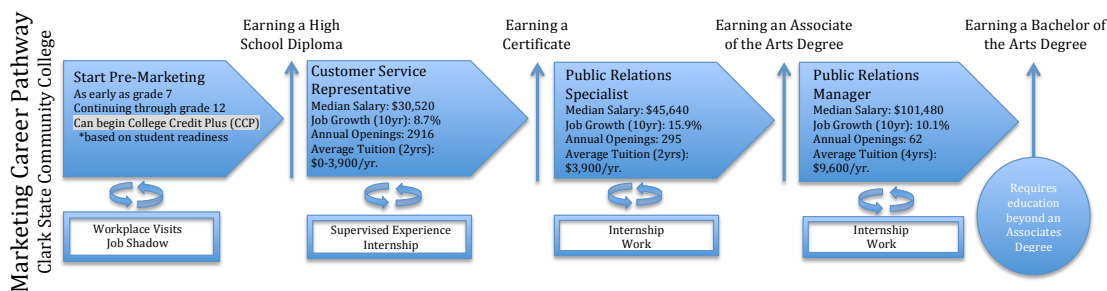 Marketing Career Pathway
Clark State Community College
Earning a High
School Diploma
Earning a
Certificate
Earning an Associate
of the Arts Degree
Earning a Bachelor of
the Arts Degree
Start Pre-Marketing
As early as grade 7
Continuing through grade 12
Can begin College Credit Plus (CCP)
*based on student readiness
Customer Service
Representative
Median Salary: $30,520
Job Growth (10yr): 8.7%
Annual Openings: 2916
Average Tuition (2yrs):
$0-3,900/yr.
Public Relations
Specialist
Median Salary: $45,640
Job Growth (10yr): 15.9%
Annual Openings: 295
Average Tuition (2yrs):
$3,900/yr.
Public Relations
Manager
Median Salary: $101,480
Job Growth (10yr): 10.1%
Annual Openings: 62
Average Tuition (4yrs):
$9,600/yr.
Workplace Visits
Job Shadow
Supervised Experience
Internship
Internship
Work
Internship
Work
Requires
education
beyond an
Associates
Degree